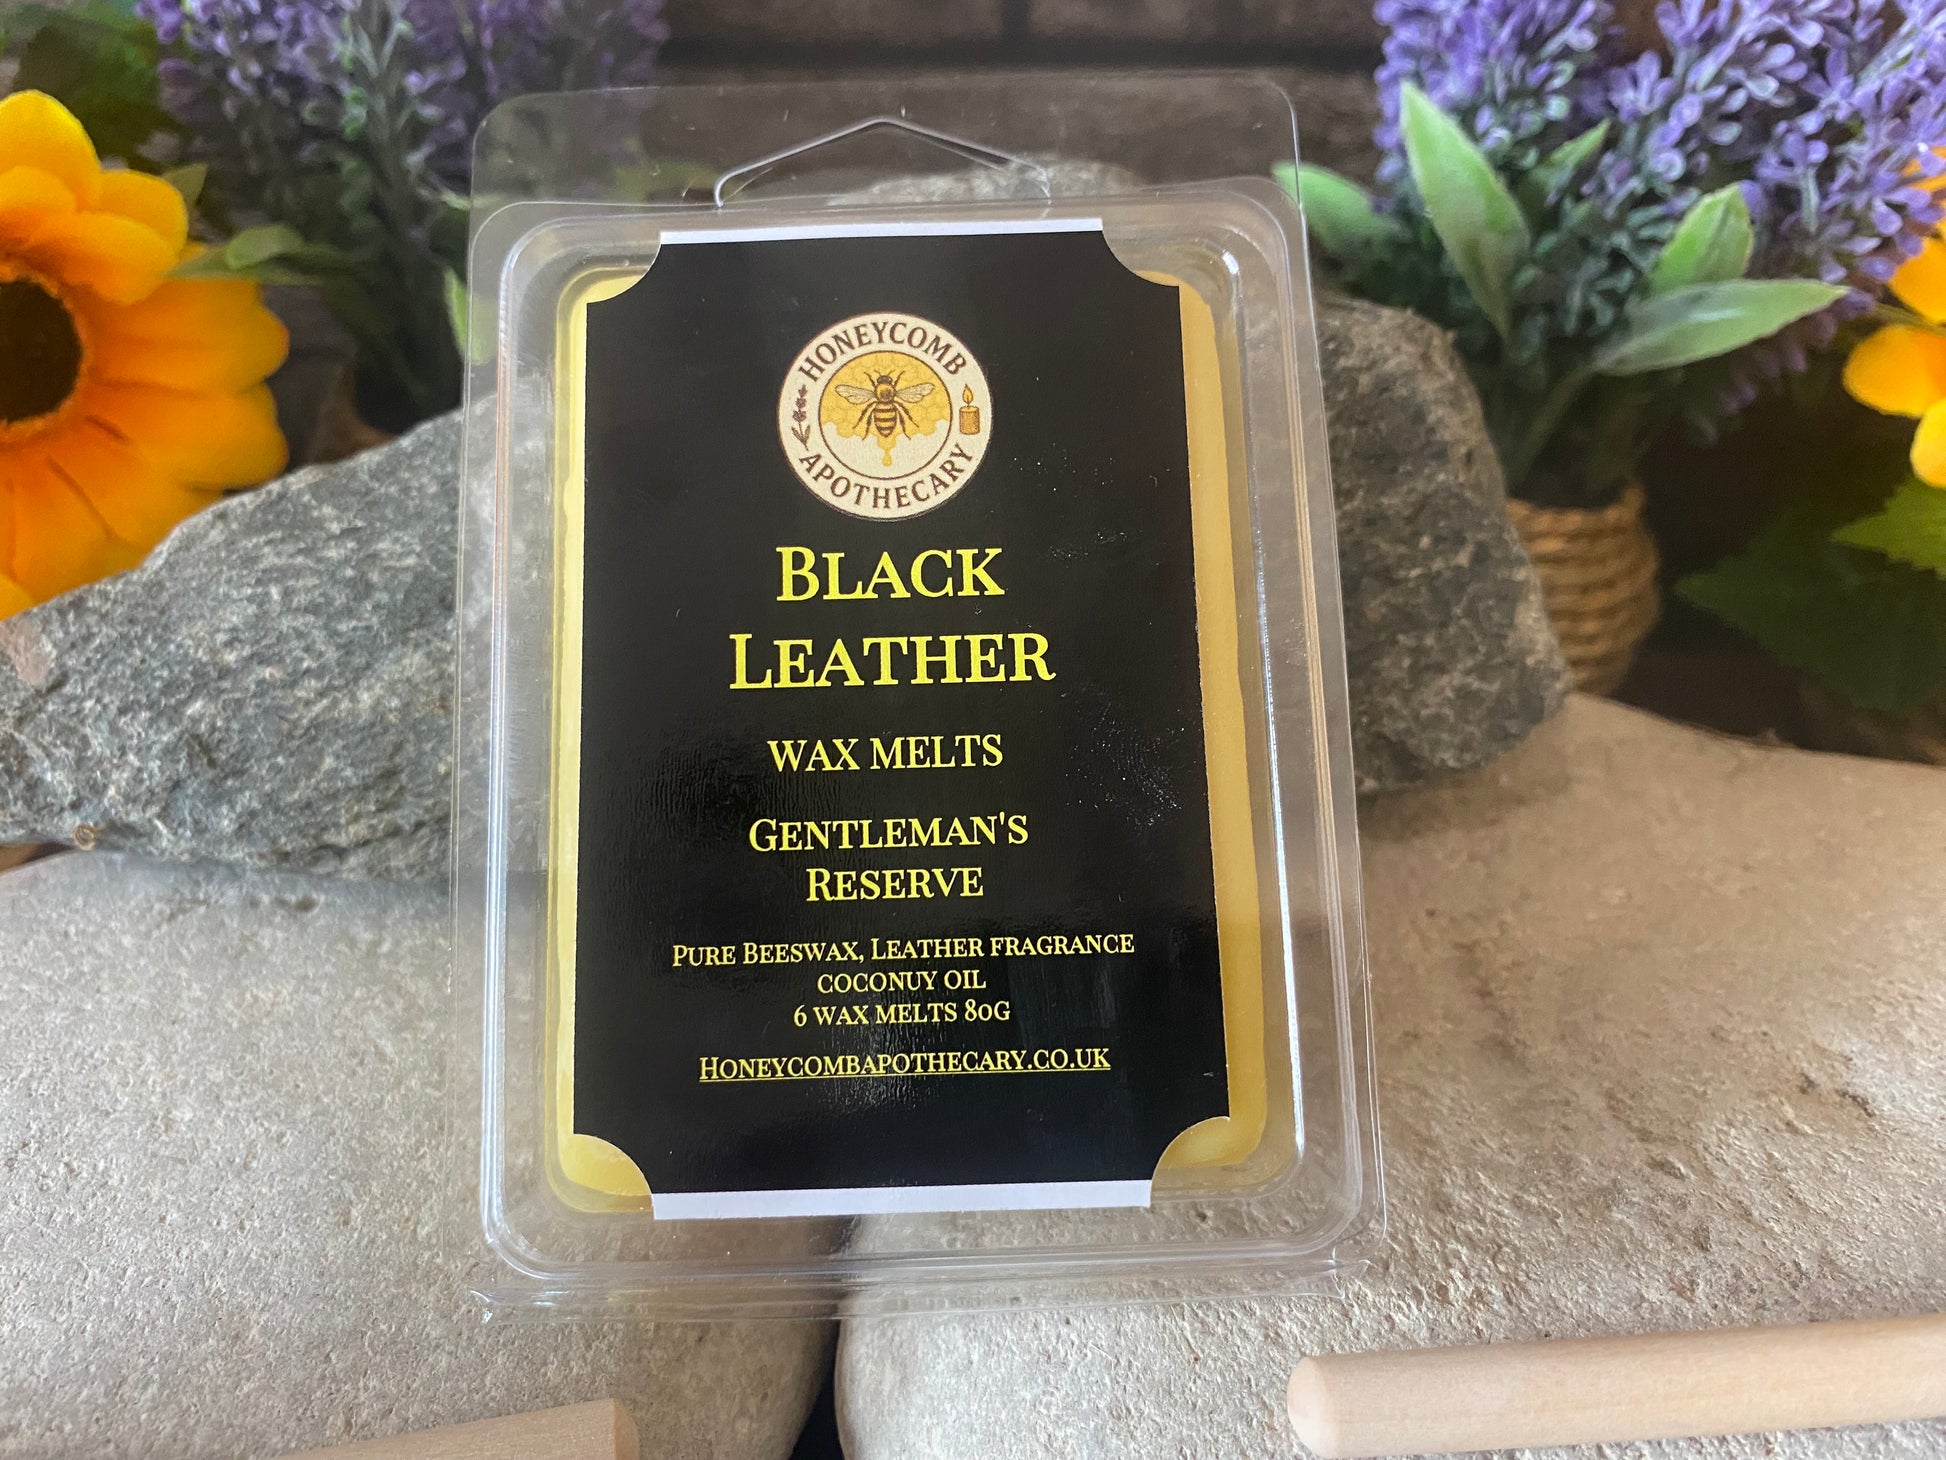 HONEYCOMB
APOTHECARY
BLACK
LEATHER
WAX MELTS
GENTLEMAN'S
RESERVE
PURE BEESWAX, LEATHER FRAGRANCE
COCONUY OIL
6 WAX MELTS 80G
HONEYCOMBAPOTHECARY.CO.UK